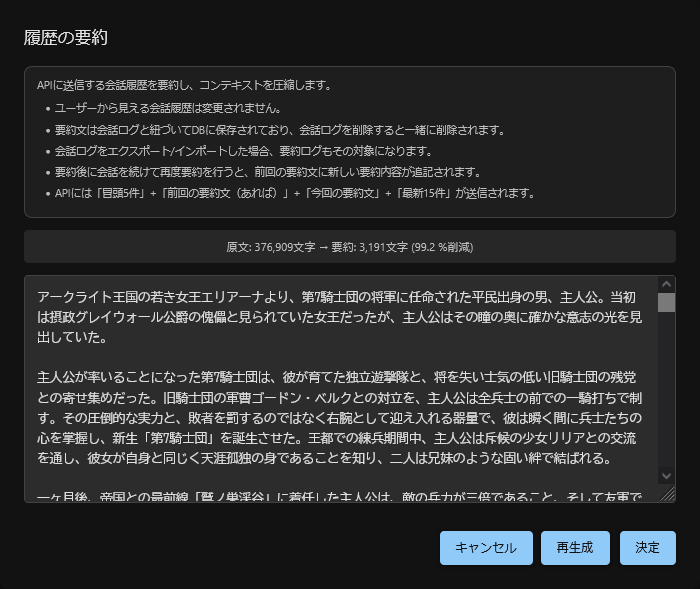 履歴の要約
APIに送信する会話履歴を要約し、コンテキストを圧縮します。
• ユーザーから見える会話履歴は変更されません。
• 要約文は会話ログと紐づいてDBに保存されており、会話ログを削除すると一緒に削除されます。
• 会話ログをエクスポート/インポートした場合、要約ログもその対象になります。
• 要約後に会話を続けて再度要約を行うと、前回の要約文に新しい要約内容が追記されます。
• APIには「冒頭5件」+「前回の要約文（あれば）」+「今回の要約文」+「最新15件」が送信されます。
原文: 376,909文字 → 要約: 3,191文字 (99.2 %削減)
アークライト王国の若き女王エリアーナより、第7騎士団の将軍に任命された平民出身の男、主人公。当初
は摂政グレイウォール公爵の傀儡と見られていた女王だったが、主人公はその瞳の奥に確かな意志の光を見
出していた。
主人公が率いることになった第7騎士団は、彼が育てた独立遊撃隊と、将を失い士気の低い旧騎士団の残党
との寄せ集めだった。旧騎士団の軍曹ゴードン・ベルクとの対立を、主人公は全兵士の前での一騎打ちで制
す。その圧倒的な実力と、敗者を罰するのではなく右腕として迎え入れる器量で、彼は瞬く間に兵士たちの
心を掌握し、新生「第7騎士団」を誕生させた。王都での練兵期間中、主人公は斥候の少女リリアとの交流
を通し、彼女が自身と同じく天涯孤独の身であることを知り、二人は兄妹のような固い絆で結ばれる。
一ヶ月後、帝国との最前線「鷲ノ巣渓谷」に着任した主人公は、敵の兵力が三倍であること、そして友軍で
キャンセル
再生成
決定